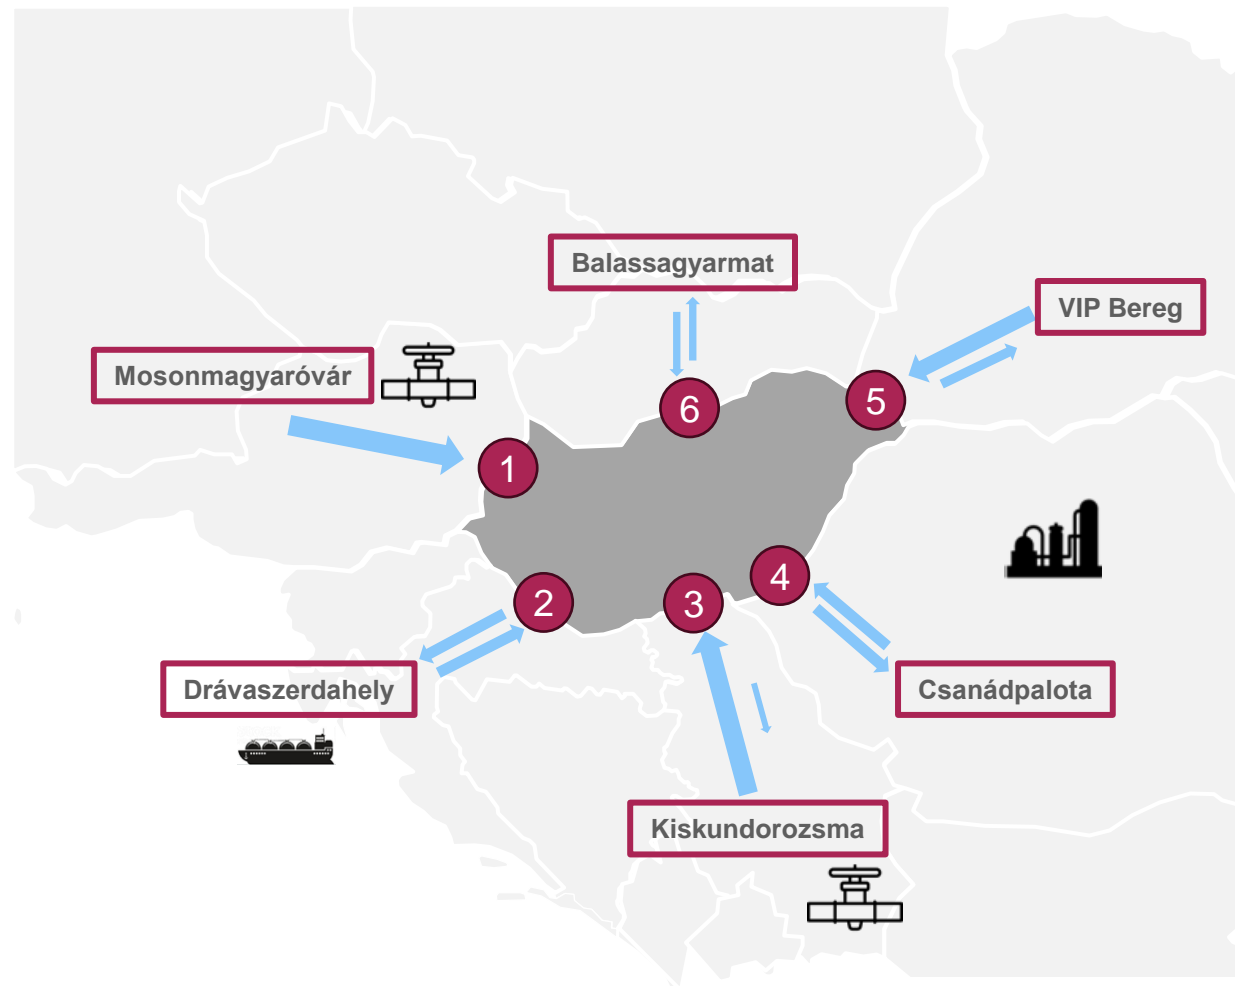 Balassagyarmat
VIP Bereg
Mosonmagyaróvár
6
5
1
4
2
3
Drávaszerdahely
Csanádpalota
Kiskundorozsma